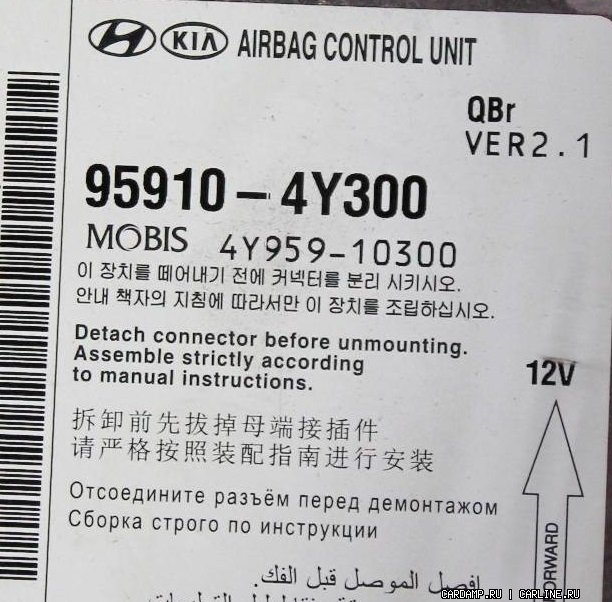 HYUNDAI KIA AIRBAG CONTROL UNIT
QBr
VER2.1
95910-4Y300
MOBIS 4Y959-10300
이 장치를 떼어내기 전에 커넥터를 분리 시키시오.
안내 책자의 지침에 따라서만 이 장치를 조립하십시오.
Detach connector before unmounting.
Assemble strictly according
to manual instructions.
12V
拆卸前先拔掉母端接插件
请严格按照装配指南进行安装
Отсоедините разъём перед демонтажом
Сборка строго по инструкции
FORWARD
افصل الموصل قبل الفك.
CARDAMP.RU | CARLINE.RU